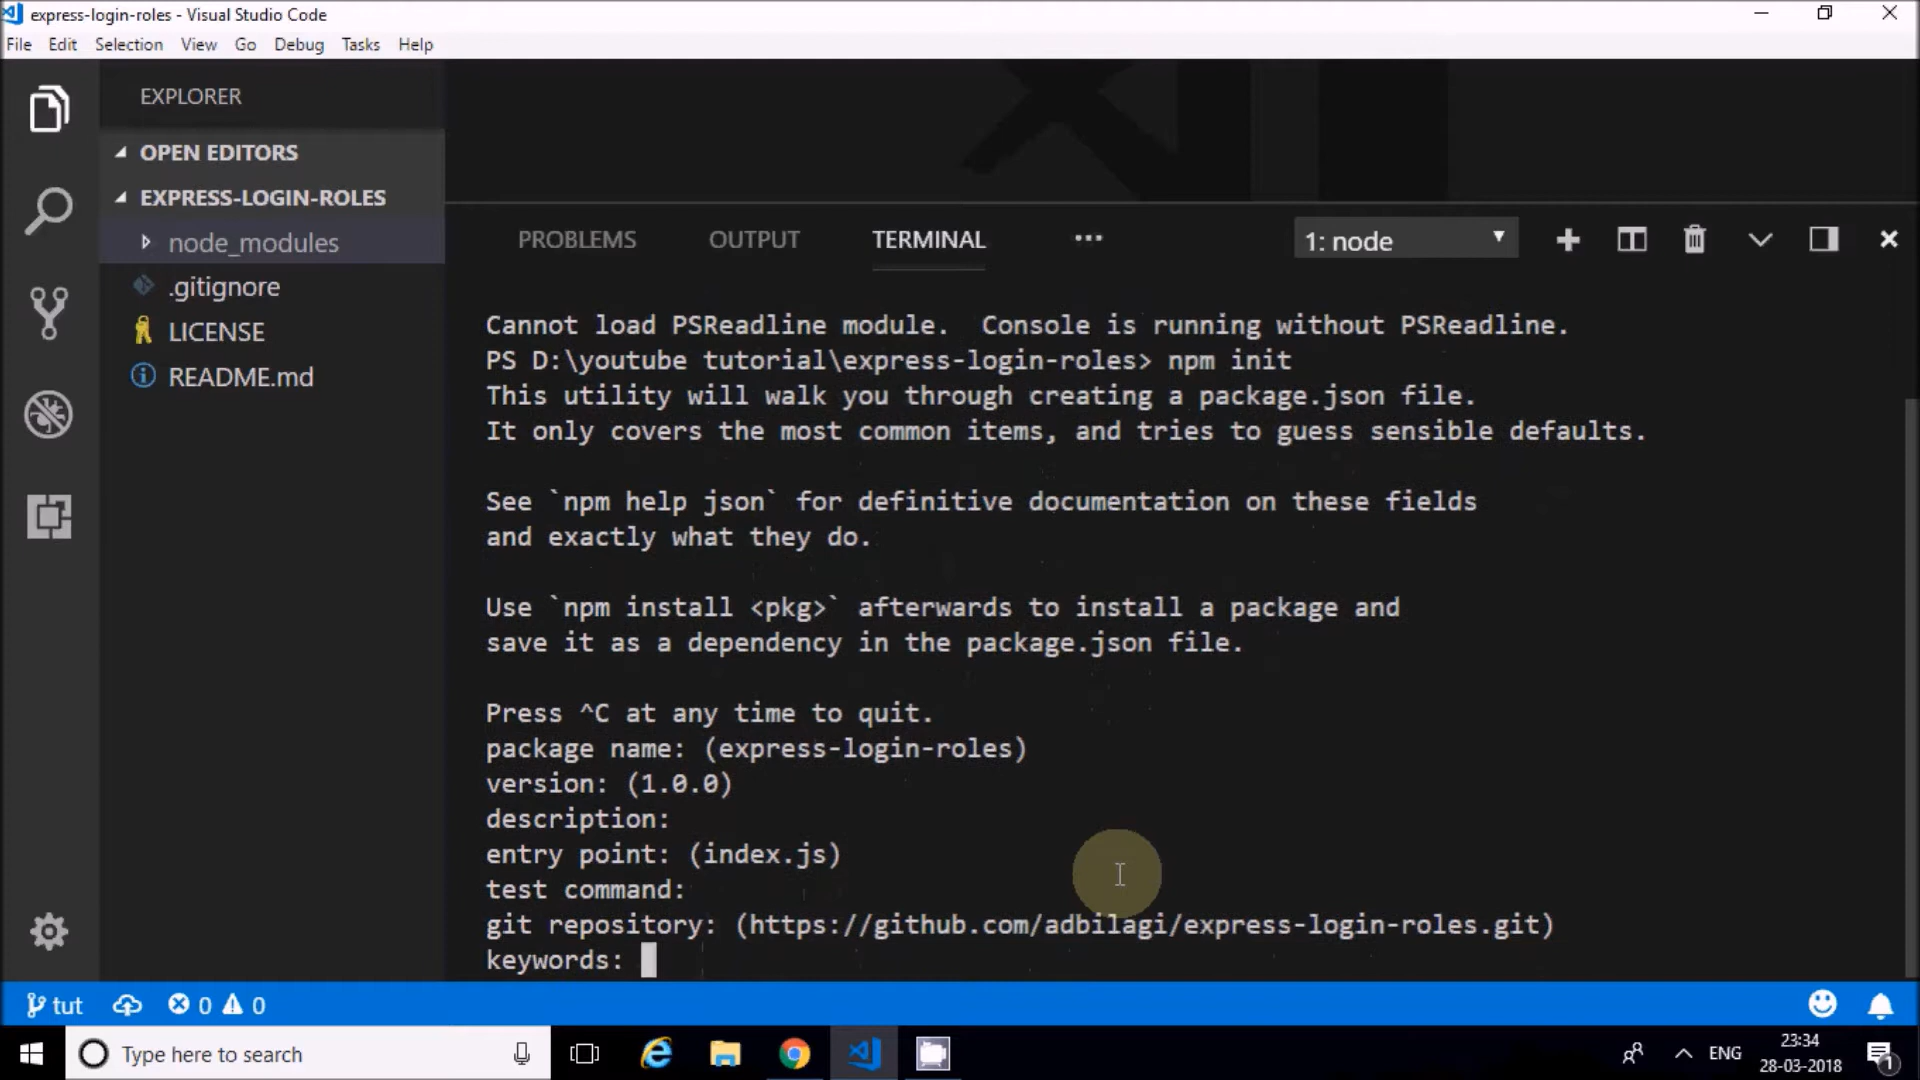 express-login-roles - Visual Studio Code
File Edit Selection View Go Debug Tasks Help
EXPLORER
OPEN EDITORS
EXPRESS-LOGIN-ROLES
node_modules
.gitignore
LICENSE
README.md
PROBLEMS OUTPUT TERMINAL ••• 1: node
Cannot load PSReadline module.  Console is running without PSReadline.
PS D:\youtube tutorial\express-login-roles> npm init
This utility will walk you through creating a package.json file.
It only covers the most common items, and tries to guess sensible defaults.
See `npm help json` for definitive documentation on these fields
and exactly what they do.
Use `npm install <pkg>` afterwards to install a package and
save it as a dependency in the package.json file.
Press ^C at any time to quit.
package name: (express-login-roles)
version: (1.0.0)
description:
entry point: (index.js)
test command:
git repository: (https://github.com/adbilagi/express-login-roles.git)
keywords:
tut 0 0
Type here to search
ENG
23:34
28-03-2018
1